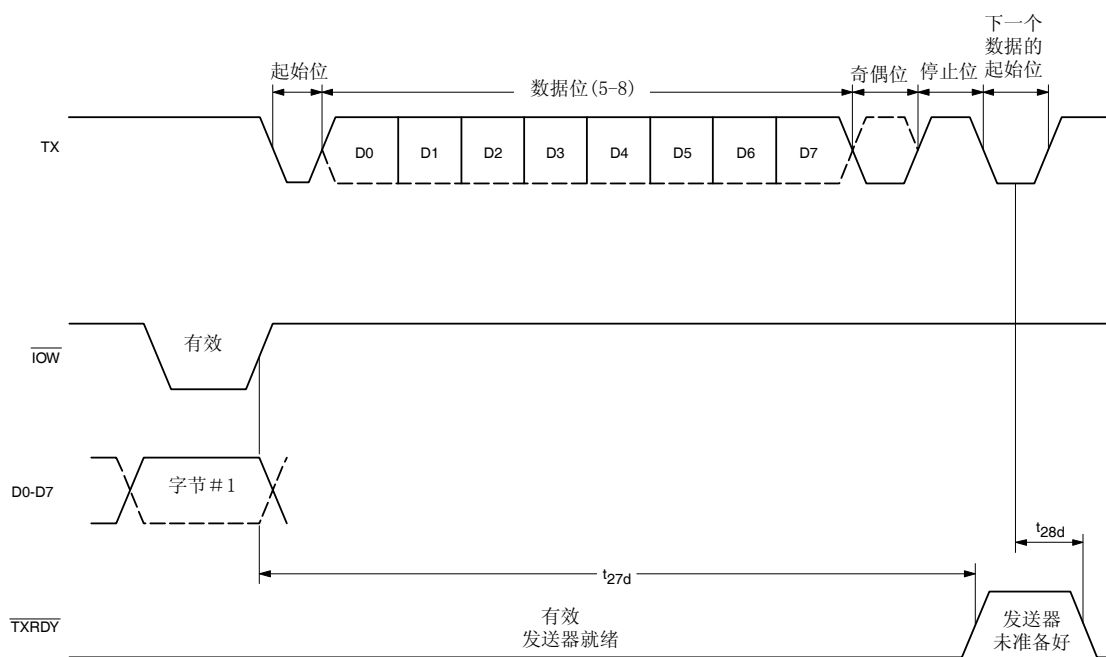 下一个
数据的
起始位
起始位
数据位(5-8)
奇偶位
停止位
TX
D0
D1
D2
D3
D4
D5
D6
D7
IOW
有效
D0-D7
字节#1
t28d
t27d
TXRDY
有效
发送器就绪
发送器
未准备好